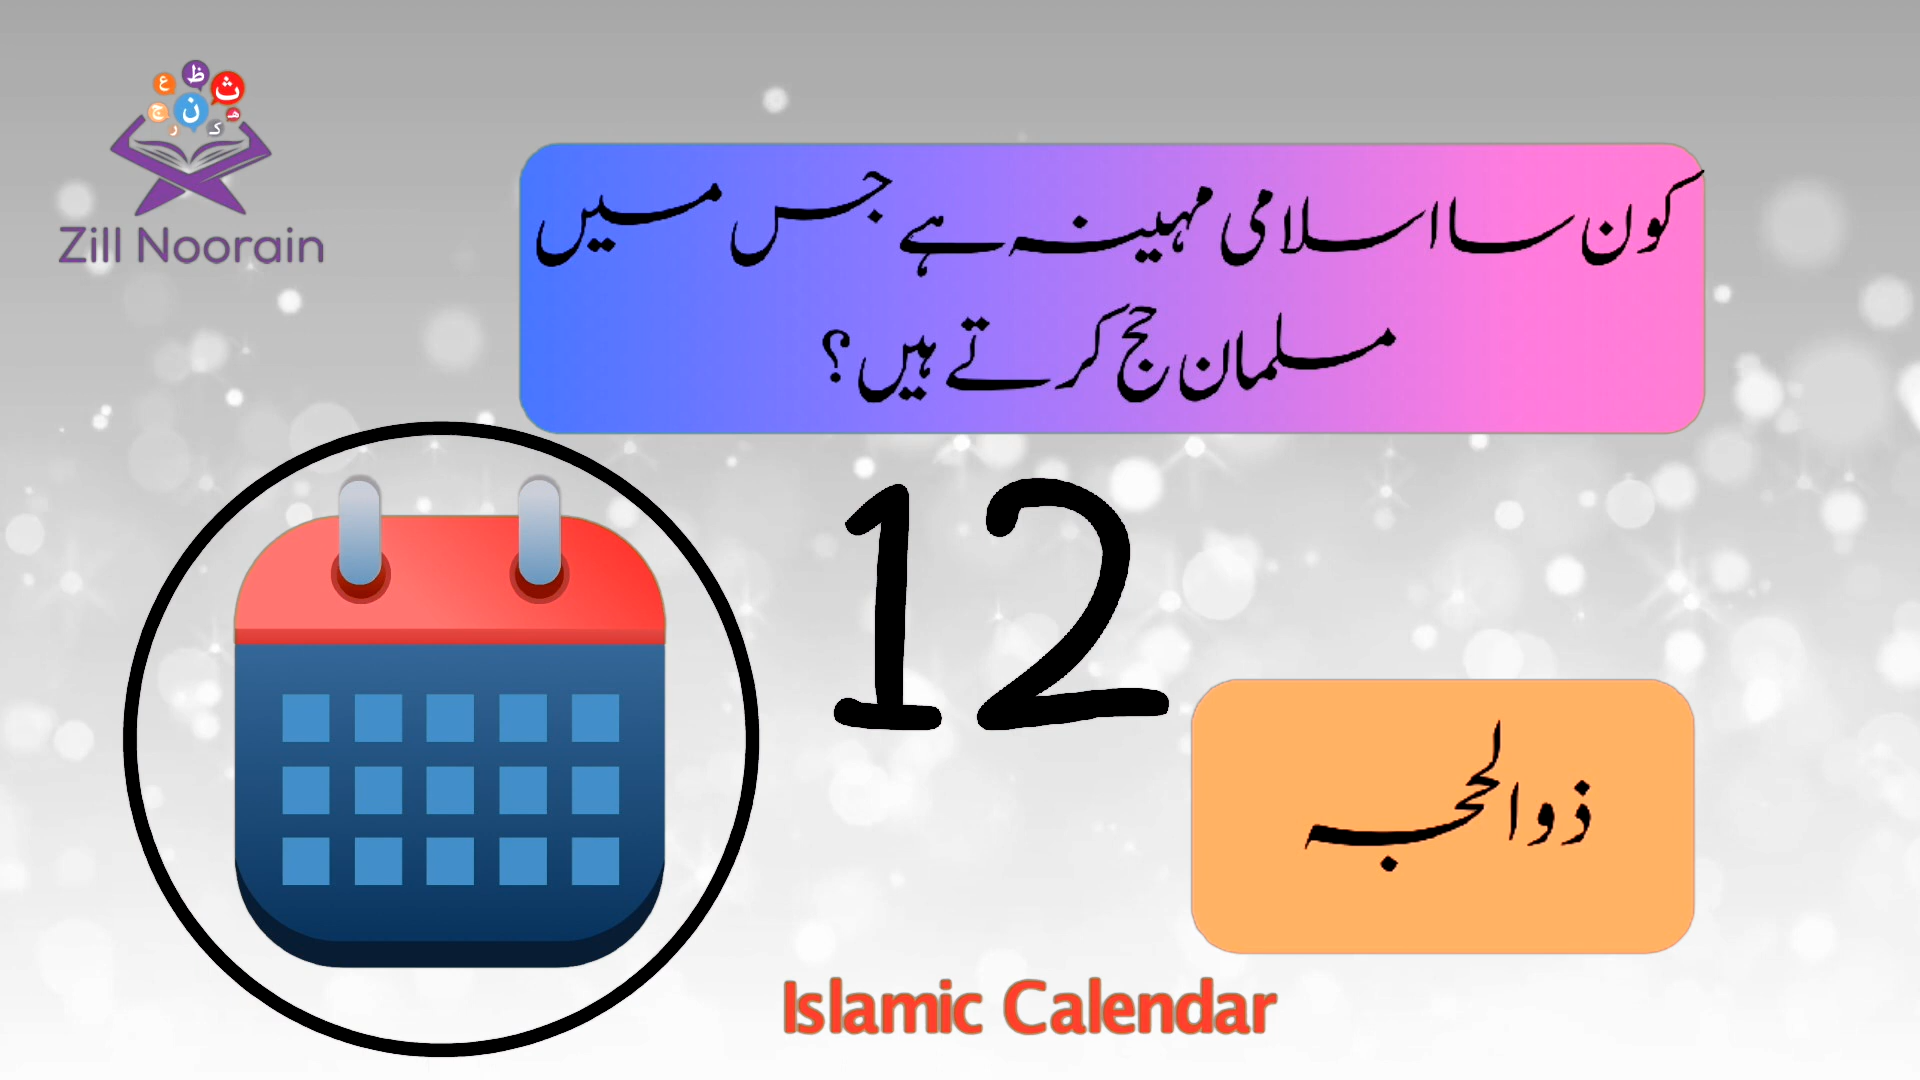 ث
ظ
ع
ن
ج
ھ
ک
ر
Zill Noorain
کون سا اسلامی مہینہ ہے جس میں
مسلمان حج کرتے ہیں؟
12
ذوالحجہ
Islamic Calendar